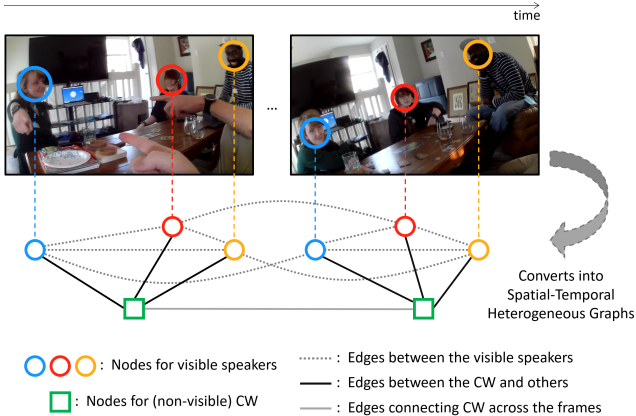 time
...
Converts into
Spatial-Temporal
Heterogeneous Graphs
: Nodes for visible speakers
: Nodes for (non-visible) CW
: Edges between the visible speakers
: Edges between the CW and others
: Edges connecting CW across the frames